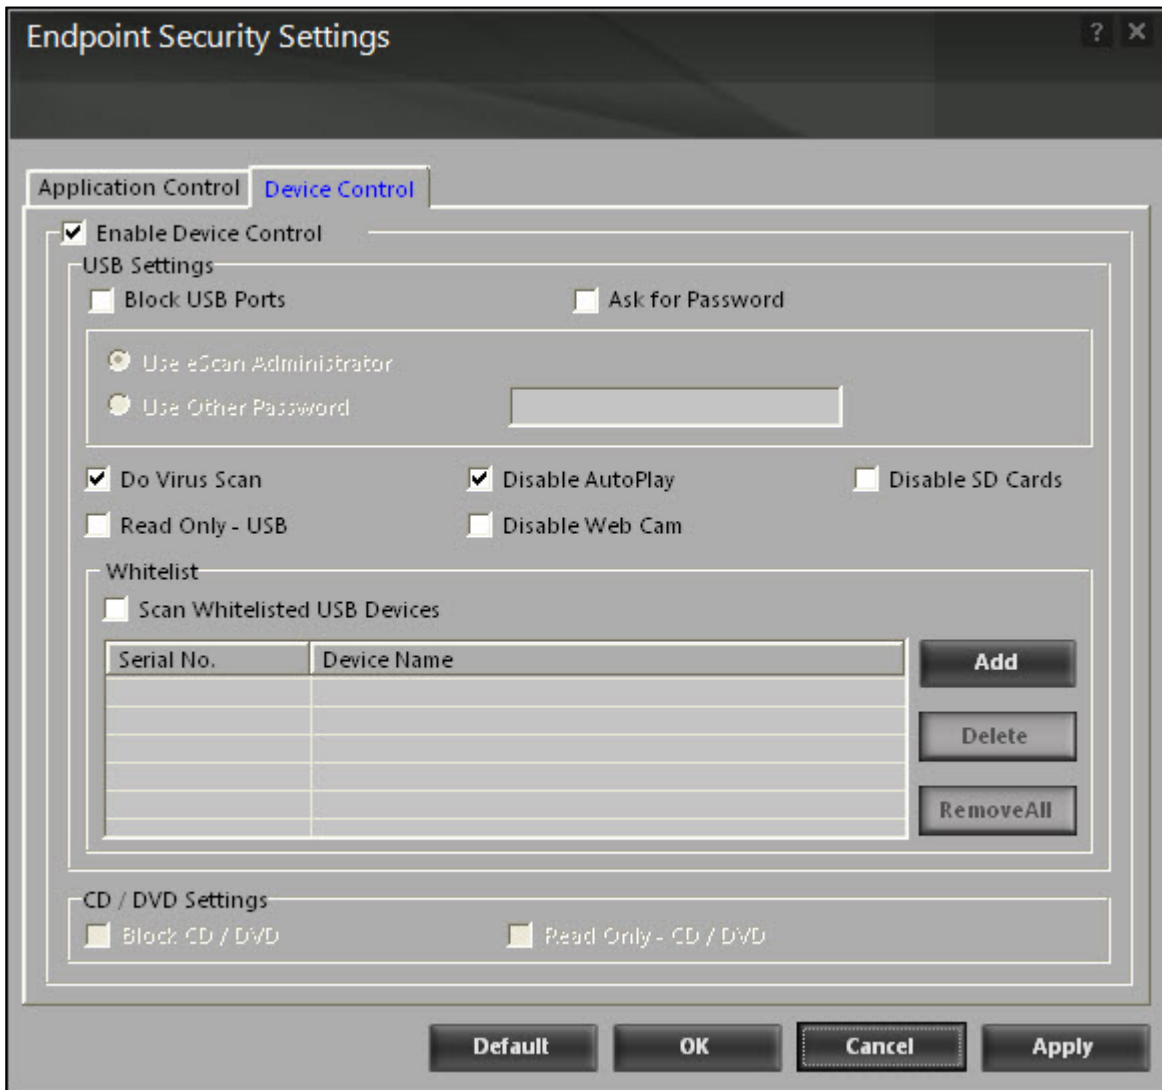 Endpoint Security Settings ? ×
Application Control Device Control
Enable Device Control
USB Settings
Block USB Ports Ask for Password
Use eScan Administrator
Use Other Password
Do Virus Scan Disable AutoPlay Disable SD Cards
Read Only - USB Disable Web Cam
Whitelist
Scan Whitelisted USB Devices
Serial No. Device Name Add
Delete
RemoveAll
CD / DVD Settings
Block CD / DVD Read Only - CD / DVD
Default OK Cancel Apply